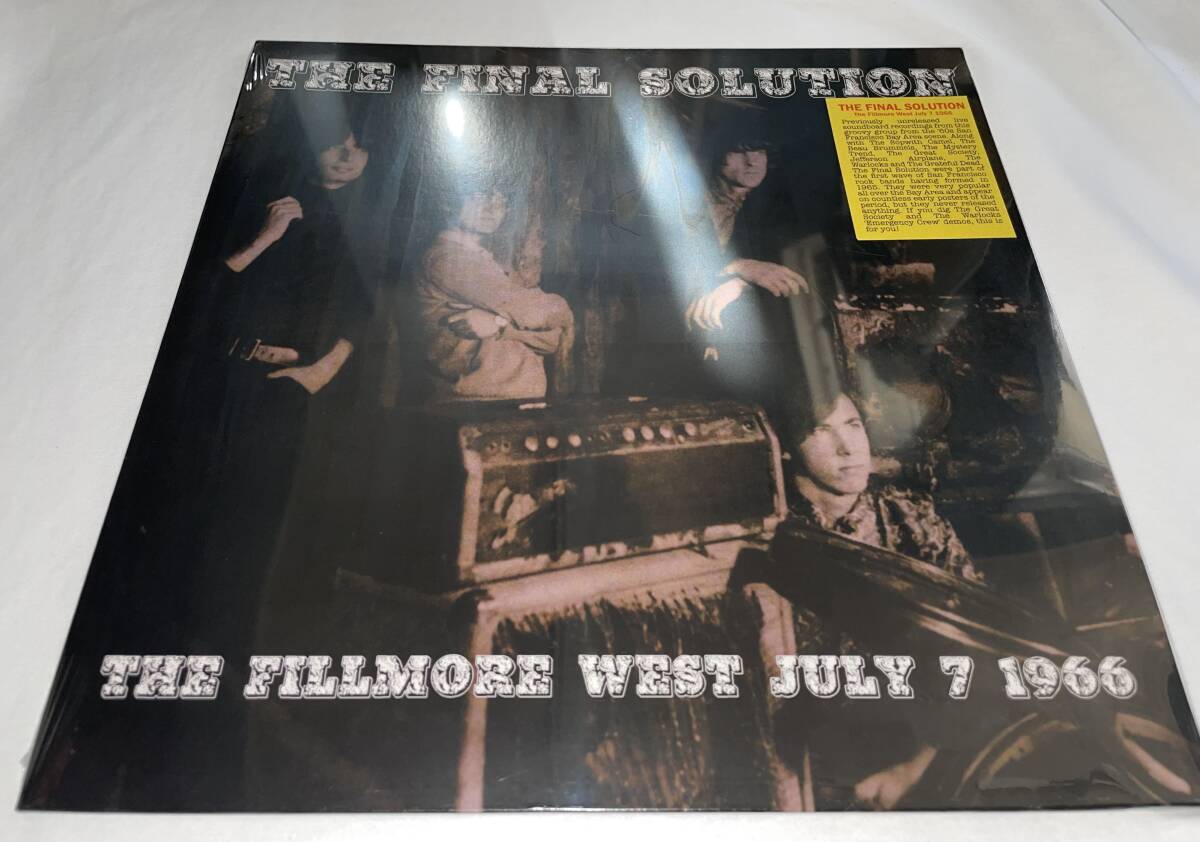 THE FINAL SOLUTION
THE FINAL SOLUTION
the Fillmore West July 7 1966
Previously unreleased live
soundboard recordings from this
groovy group from the '60s San
Francisco Bay Area scene. Along
with The Sopwith Camel, The
Beau Brummels, The Mystery
Trend, The Great Society,
Jefferson Airplane, The
Warlocks and The Grateful Dead,
The Final Solution were part of
the first wave of San Francisco
rock bands having formed in
1965. They were very popular
all over the Bay Area and appear
on countless early posters of the
period, but they never released
anything. If you dig The Great
Society and The Warlocks
'Emergency Crew' demos, this is
for you!
THE FILLMORE WEST JULY 7 1966